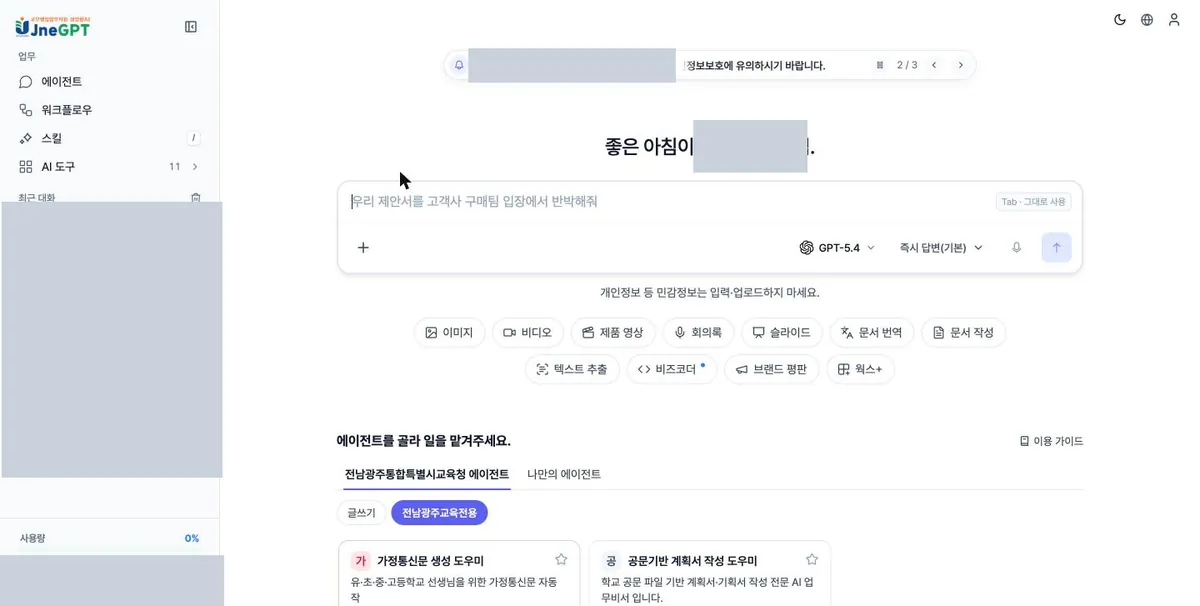 공무행정업무지원 생성형AI
JneGPT
업무
에이전트
워크플로우
스킬 /
AI 도구 11
최근 대화
사용량 0%
정보보호에 유의하시기 바랍니다. 2 / 3
좋은 아침이 .
우리 제안서를 고객사 구매팀 입장에서 반박해줘 Tab · 그대로 사용
GPT-5.4 즉시 답변(기본)
개인정보 등 민감정보는 입력·업로드하지 마세요.
이미지 비디오 제품 영상 회의록 슬라이드 문서 번역 문서 작성
텍스트 추출 비즈코더 브랜드 평판 웍스+
에이전트를 골라 일을 맡겨주세요. 이용 가이드
전남광주통합특별시교육청 에이전트 나만의 에이전트
글쓰기 전남광주교육전용
가 가정통신문 생성 도우미
유·초·중·고등학교 선생님을 위한 가정통신문 자동
작
공 공문기반 계획서 작성 도우미
학교 공문 파일 기반 계획서·기획서 작성 전문 AI 업
무비서 입니다.